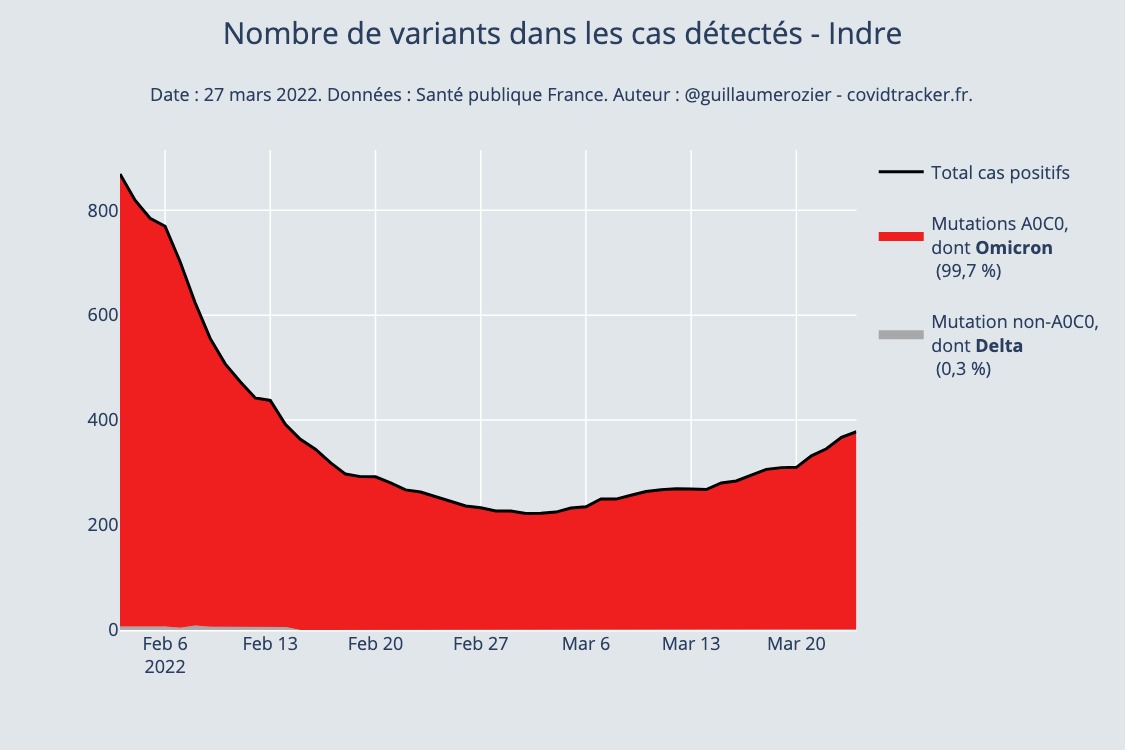 Nombre de variants dans les cas détectés - Indre
Date : 27 mars 2022. Données : Santé publique France. Auteur : @guillaumerozier - covidtracker.fr.
Total cas positifs
Mutations A0C0,
dont Omicron
(99,7 %)
Mutation non-A0C0,
dont Delta
(0,3 %)
800
600
400
200
0
Feb 6 Feb 13 Feb 20 Feb 27 Mar 6 Mar 13 Mar 20
2022